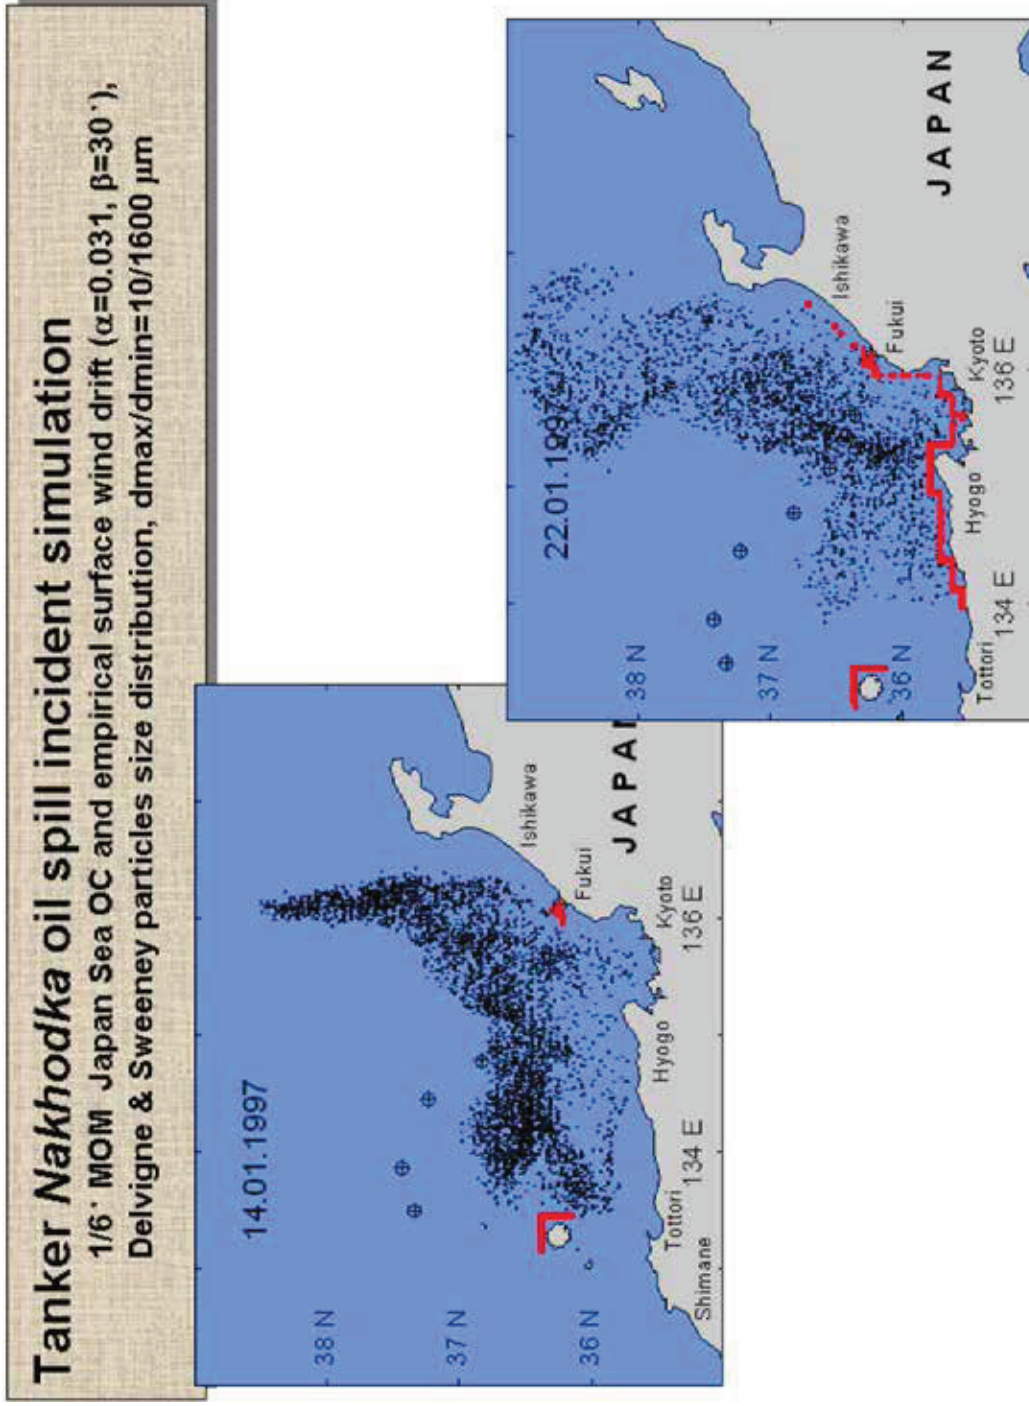 Tanker Nakhodka oil spill incident simulation
1/6˙ MOM Japan Sea OC and empirical surface wind drift (α=0.031, β=30˙),
Delvigne & Sweeney particles size distribution, dmax/dmin=10/1600 μm
14.01.1997
38 N
37 N
36 N
Ishikawa
Fukui
JAPAN
Kyoto
136 E
Hyogo
134 E
Tottori
Shimane
22.01.1997
38 N
37 N
36 N
Ishikawa
Fukui
JAPAN
Kyoto
136 E
Hyogo
134 E
Tottori